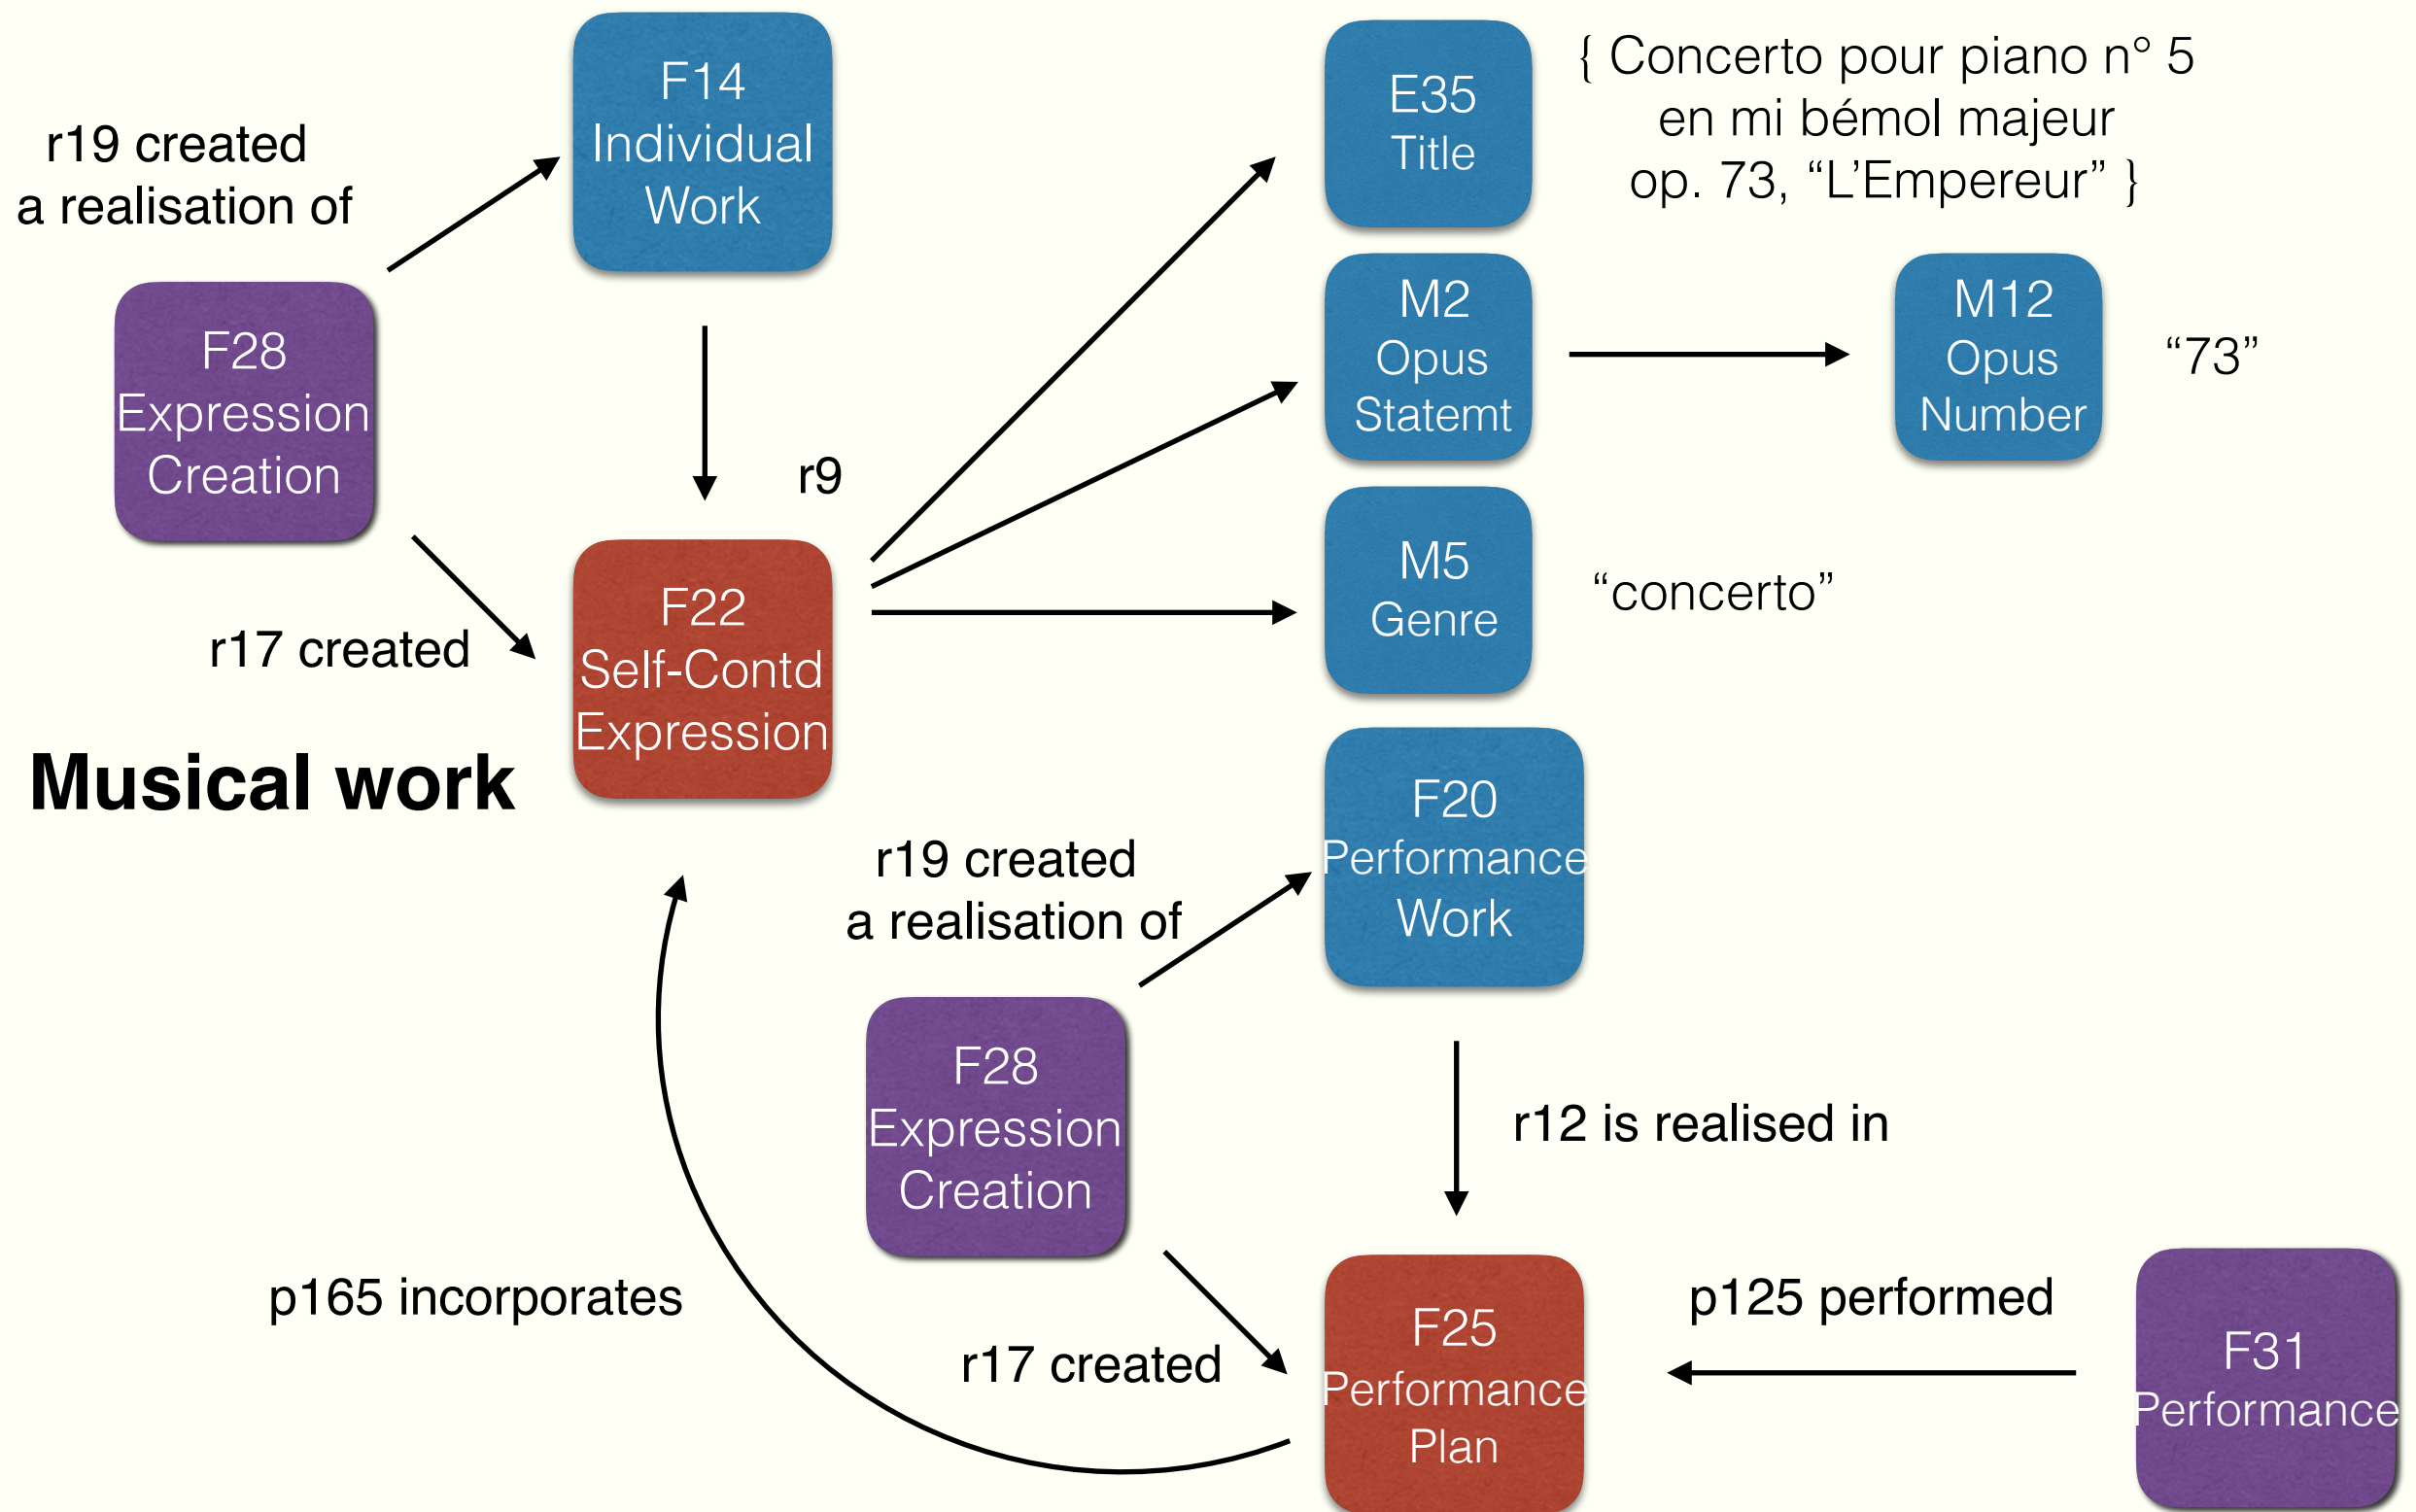 F14
Individual
Work
r19 created
a realisation of
F28
Expression
Creation
r17 created
r9
F22
Self-Contd
Expression
Musical work
E35
Title
{ Concerto pour piano n° 5
en mi bémol majeur
op. 73, “L’Empereur” }
M2
Opus
Statemt
M12
Opus
Number
“73”
M5
Genre
“concerto”
F20
Performance
Work
r19 created
a realisation of
F28
Expression
Creation
r12 is realised in
p165 incorporates
r17 created
F25
Performance
Plan
p125 performed
F31
Performance